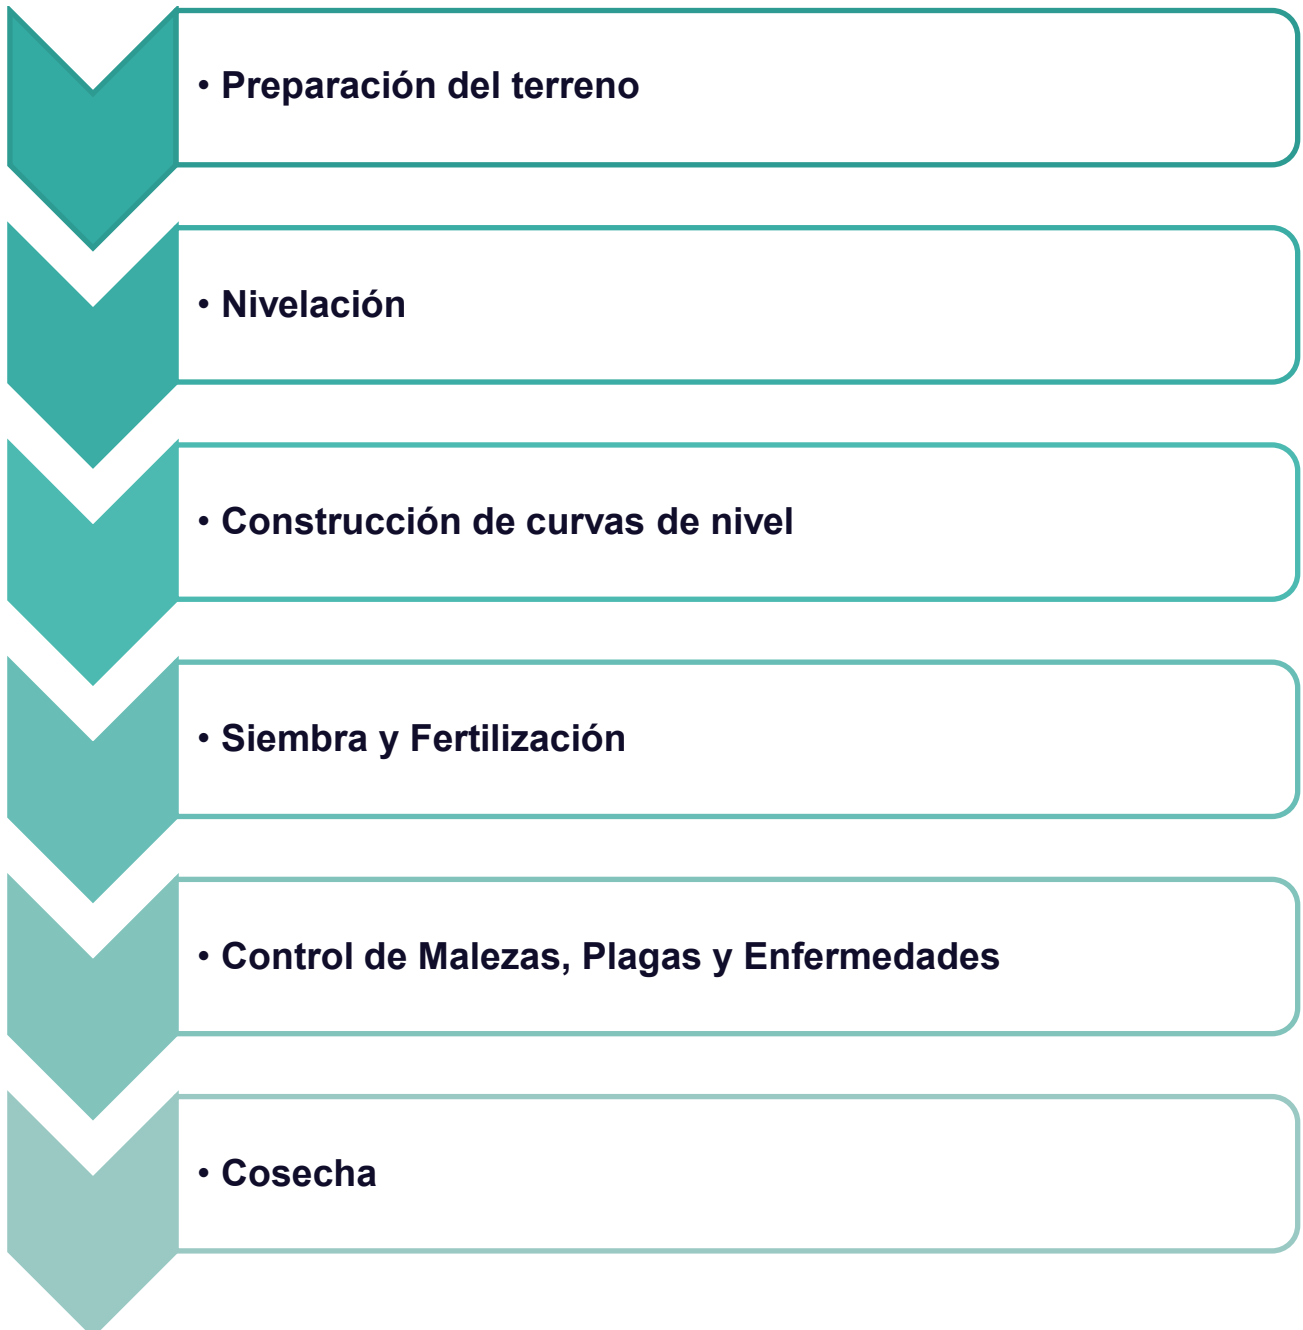 • Preparación del terreno
• Nivelación
• Construcción de curvas de nivel
• Siembra y Fertilización
• Control de Malezas, Plagas y Enfermedades
• Cosecha